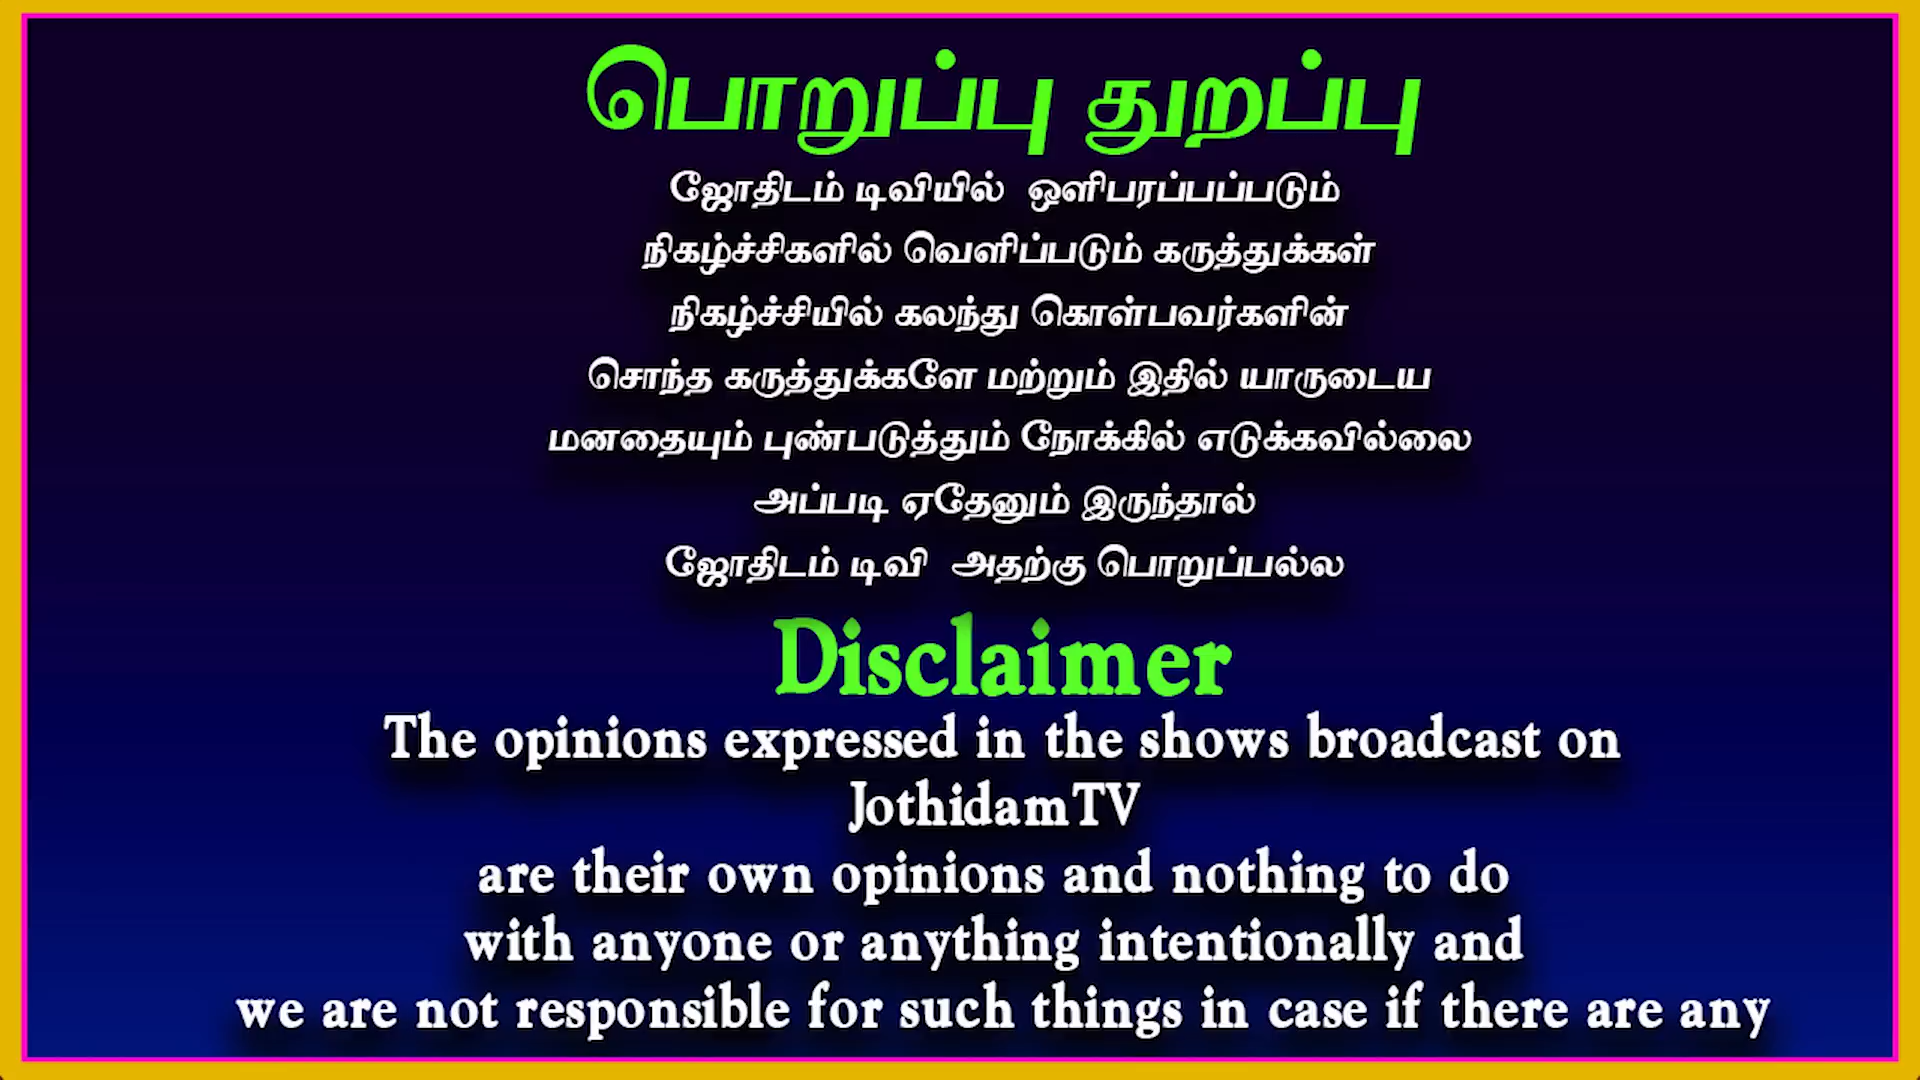 பொறுப்பு துறப்பு
ஜோதிடம் டிவியில் ஒளிபரப்பப்படும்
நிகழ்ச்சிகளில் வெளிப்படும் கருத்துக்கள்
நிகழ்ச்சியில் கலந்து கொள்பவர்களின்
சொந்த கருத்துக்களே மற்றும் இதில் யாருடைய
மனதையும் புண்படுத்தும் நோக்கில் எடுக்கவில்லை
அப்படி ஏதேனும் இருந்தால்
ஜோதிடம் டிவி அதற்கு பொறுப்பல்ல
Disclaimer
The opinions expressed in the shows broadcast on
JothidamTV
are their own opinions and nothing to do
with anyone or anything intentionally and
we are not responsible for such things in case if there are any